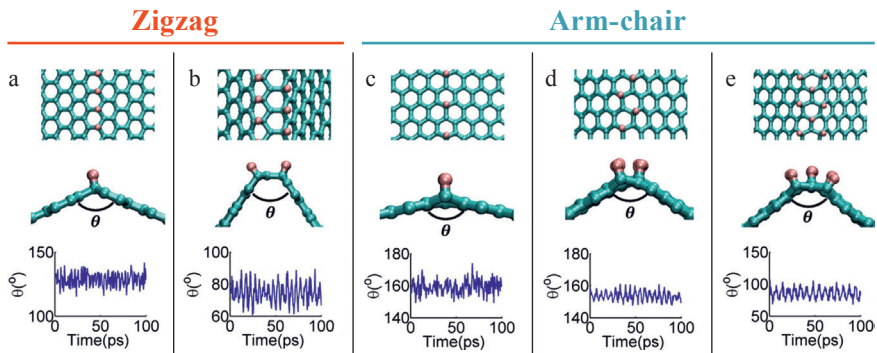 Zigzag
Arm-chair
a
b
c
d
e
θ
θ
θ
θ
θ
θ(º)
150
100
0
50
100
Time(ps)
θ(º)
100
80
60
0
50
100
Time(ps)
θ(º)
180
160
140
0
50
100
Time(ps)
θ(º)
180
160
140
0
50
100
Time(ps)
θ(º)
150
100
50
0
50
100
Time(ps)